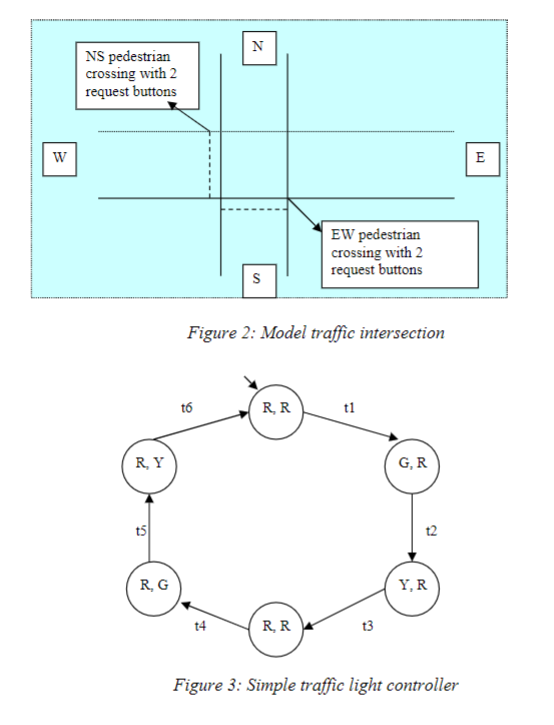 N
NS pedestrian
crossing with 2
request buttons
W
E
EW pedestrian
crossing with 2
request buttons
S
Figure 2: Model traffic intersection
R, R
t6
t1
R, Y
G, R
t5
t2
R, G
Y, R
t4
R, R
t3
Figure 3: Simple traffic light controller